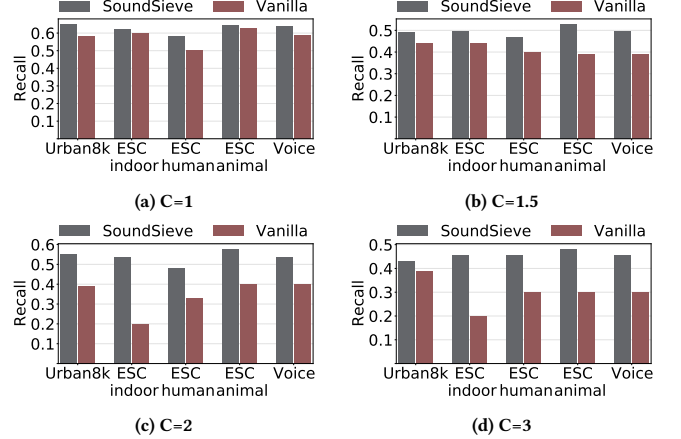 SoundSieve Vanilla
Recall
0.6
0.5
0.4
0.3
0.2
0.1
Urban8k ESC indoor ESC human ESC animal Voice
(a) C=1
SoundSieve Vanilla
Recall
0.5
0.4
0.3
0.2
0.1
Urban8k ESC indoor ESC human ESC animal Voice
(b) C=1.5
SoundSieve Vanilla
Recall
0.6
0.5
0.4
0.3
0.2
0.1
Urban8k ESC indoor ESC human ESC animal Voice
(c) C=2
SoundSieve Vanilla
Recall
0.5
0.4
0.3
0.2
0.1
Urban8k ESC indoor ESC human ESC animal Voice
(d) C=3